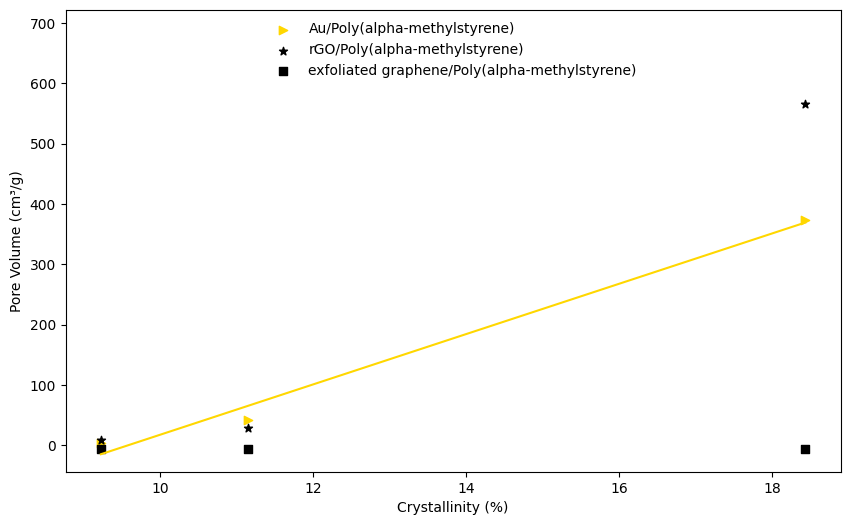 700
600
500
400
300
200
100
0
Pore Volume (cm³/g)
Au/Poly(alpha-methylstyrene)
rGO/Poly(alpha-methylstyrene)
exfoliated graphene/Poly(alpha-methylstyrene)
10 12 14 16 18
Crystallinity (%)